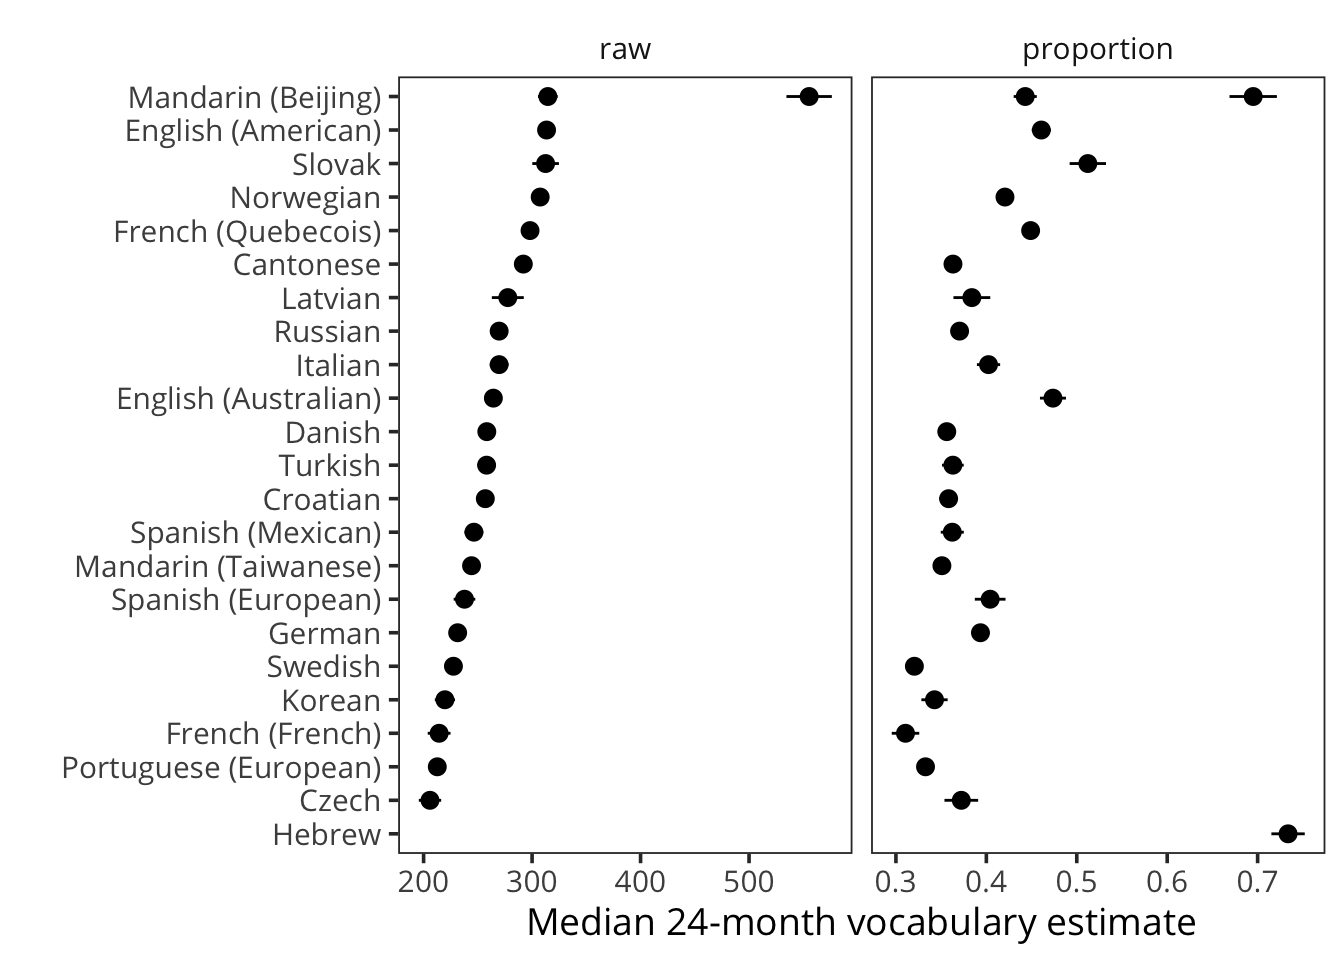 raw
proportion
Mandarin (Beijing)
English (American)
Slovak
Norwegian
French (Quebecois)
Cantonese
Latvian
Russian
Italian
English (Australian)
Danish
Turkish
Croatian
Spanish (Mexican)
Mandarin (Taiwanese)
Spanish (European)
German
Swedish
Korean
French (French)
Portuguese (European)
Czech
Hebrew
200 300 400 500
0.3 0.4 0.5 0.6 0.7
Median 24-month vocabulary estimate